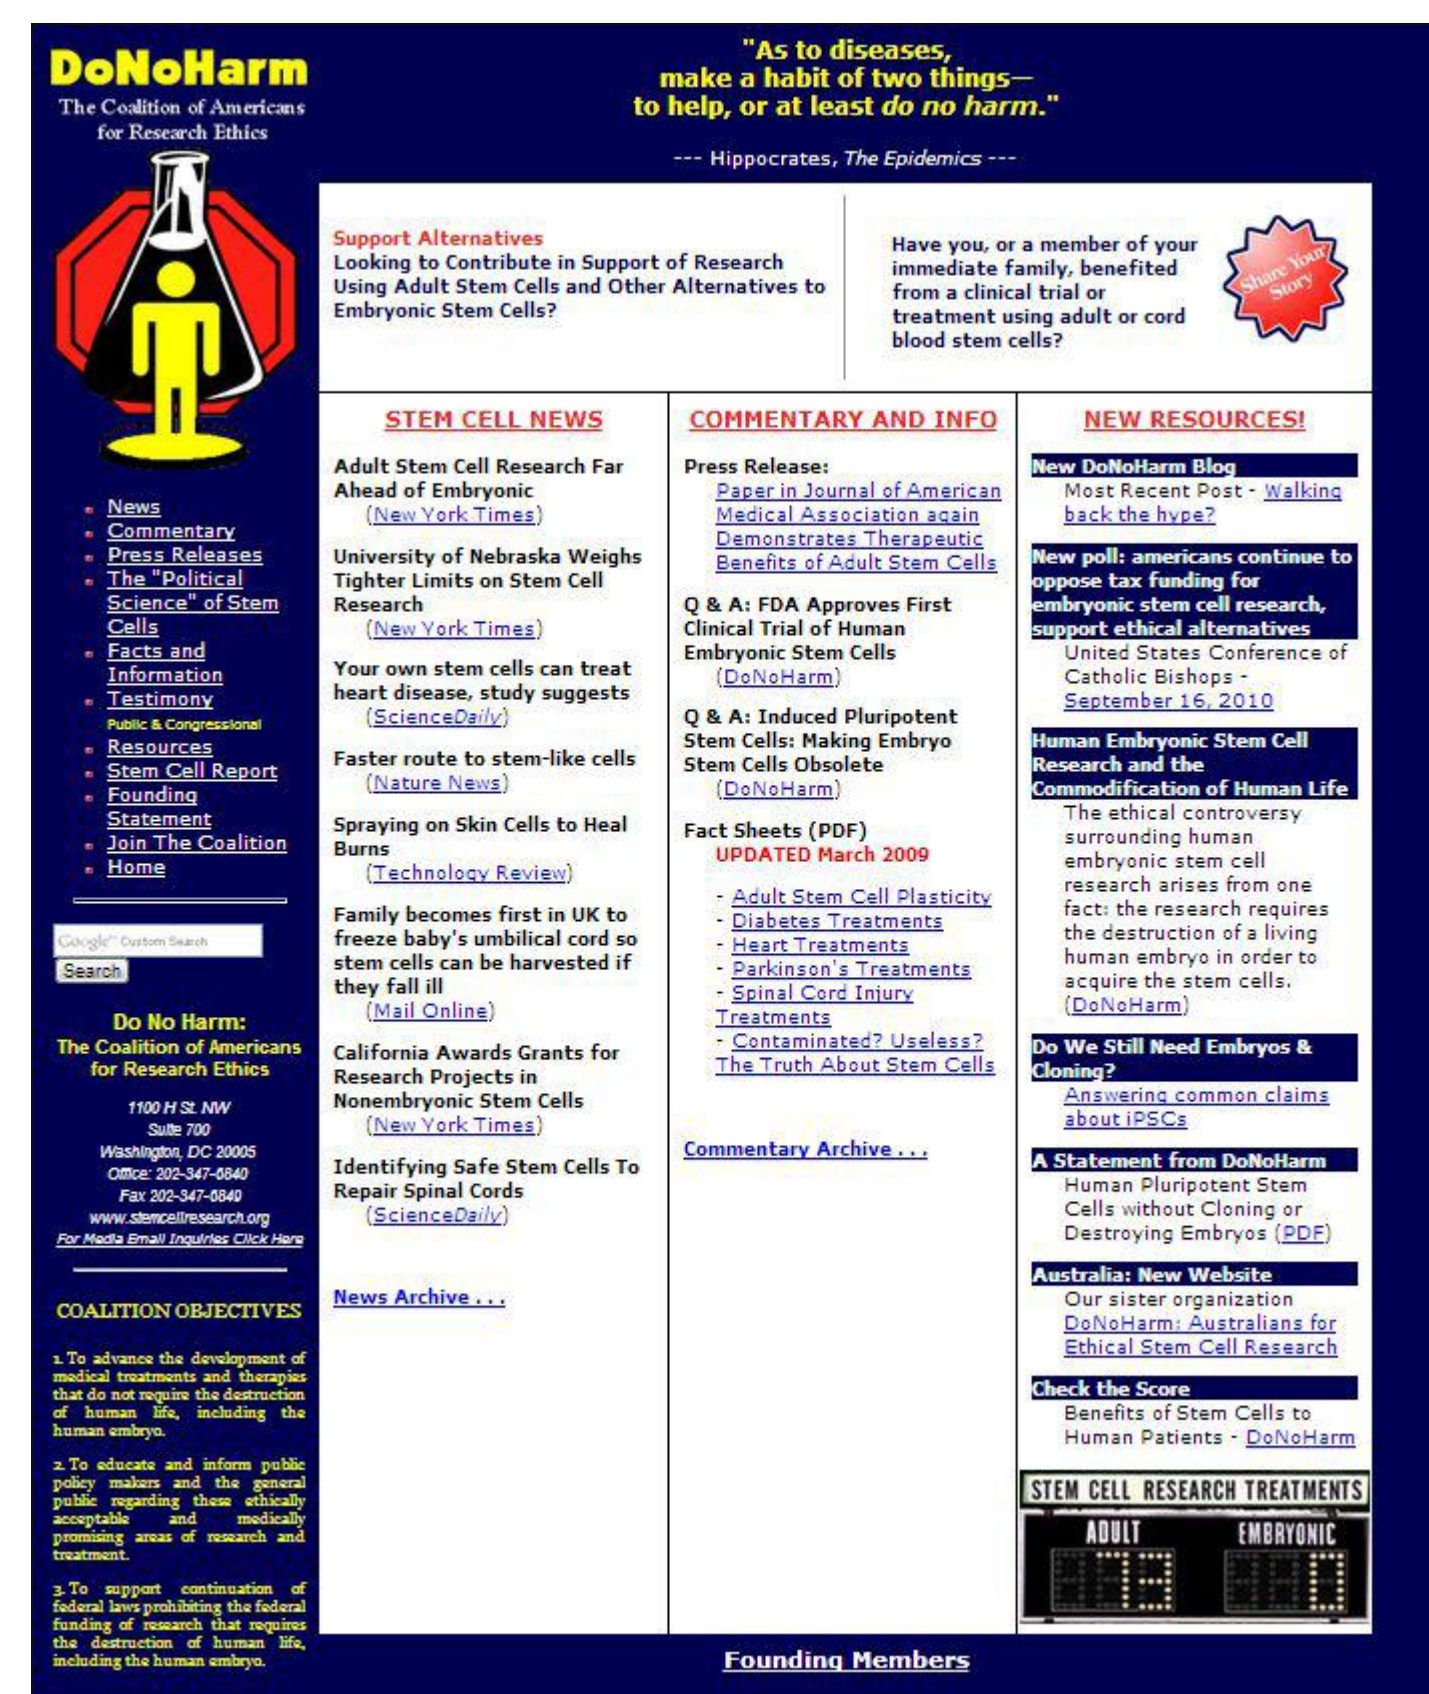 DoNoHarm
The Coalition of Americans
for Research Ethics
"As to diseases,
make a habit of two things—
to help, or at least do no harm."
--- Hippocrates, The Epidemics ---
Support Alternatives
Looking to Contribute in Support of Research
Using Adult Stem Cells and Other Alternatives to
Embryonic Stem Cells?
Have you, or a member of your
immediate family, benefited
from a clinical trial or
treatment using adult or cord
blood stem cells?
Share Your
Story
News
Commentary
Press Releases
The "Political
Science" of Stem
Cells
Facts and
Information
Testimony
Public & Congressional
Resources
Stem Cell Report
Founding
Statement
Join The Coalition
Home
Google™ Custom Search
Search
Do No Harm:
The Coalition of Americans
for Research Ethics
1100 H St. NW
Suite 700
Washington, DC 20005
Office: 202-347-6840
Fax 202-347-6849
www.stemcellresearch.org
For Media Email Inquiries Click Here
COALITION OBJECTIVES
1. To advance the development of
medical treatments and therapies
that do not require the destruction
of human life, including the
human embryo.
2. To educate and inform public
policy makers and the general
public regarding these ethically
acceptable and medically
promising areas of research and
treatment.
3. To support continuation of
federal laws prohibiting the federal
funding of research that requires
the destruction of human life,
including the human embryo.
STEM CELL NEWS
Adult Stem Cell Research Far
Ahead of Embryonic
(New York Times)
University of Nebraska Weighs
Tighter Limits on Stem Cell
Research
(New York Times)
Your own stem cells can treat
heart disease, study suggests
(ScienceDaily)
Faster route to stem-like cells
(Nature News)
Spraying on Skin Cells to Heal
Burns
(Technology Review)
Family becomes first in UK to
freeze baby's umbilical cord so
stem cells can be harvested if
they fall ill
(Mail Online)
California Awards Grants for
Research Projects in
Nonembryonic Stem Cells
(New York Times)
Identifying Safe Stem Cells To
Repair Spinal Cords
(ScienceDaily)
News Archive . . .
COMMENTARY AND INFO
Press Release:
Paper in Journal of American
Medical Association again
Demonstrates Therapeutic
Benefits of Adult Stem Cells
Q & A: FDA Approves First
Clinical Trial of Human
Embryonic Stem Cells
(DoNoHarm)
Q & A: Induced Pluripotent
Stem Cells: Making Embryo
Stem Cells Obsolete
(DoNoHarm)
Fact Sheets (PDF)
UPDATED March 2009
- Adult Stem Cell Plasticity
- Diabetes Treatments
- Heart Treatments
- Parkinson's Treatments
- Spinal Cord Injury
Treatments
- Contaminated? Useless?
The Truth About Stem Cells
Commentary Archive . . .
NEW RESOURCES!
New DoNoHarm Blog
Most Recent Post - Walking
back the hype?
New poll: americans continue to
oppose tax funding for
embryonic stem cell research,
support ethical alternatives
United States Conference of
Catholic Bishops -
September 16, 2010
Human Embryonic Stem Cell
Research and the
Commodification of Human Life
The ethical controversy
surrounding human
embryonic stem cell
research arises from one
fact: the research requires
the destruction of a living
human embryo in order to
acquire the stem cells.
(DoNoHarm)
Do We Still Need Embryos &
Cloning?
Answering common claims
about iPSCs
A Statement from DoNoHarm
Human Pluripotent Stem
Cells without Cloning or
Destroying Embryos (PDF)
Australia: New Website
Our sister organization
DoNoHarm: Australians for
Ethical Stem Cell Research
Check the Score
Benefits of Stem Cells to
Human Patients - DoNoHarm
STEM CELL RESEARCH TREATMENTS
ADULT EMBRYONIC
73 0
Founding Members